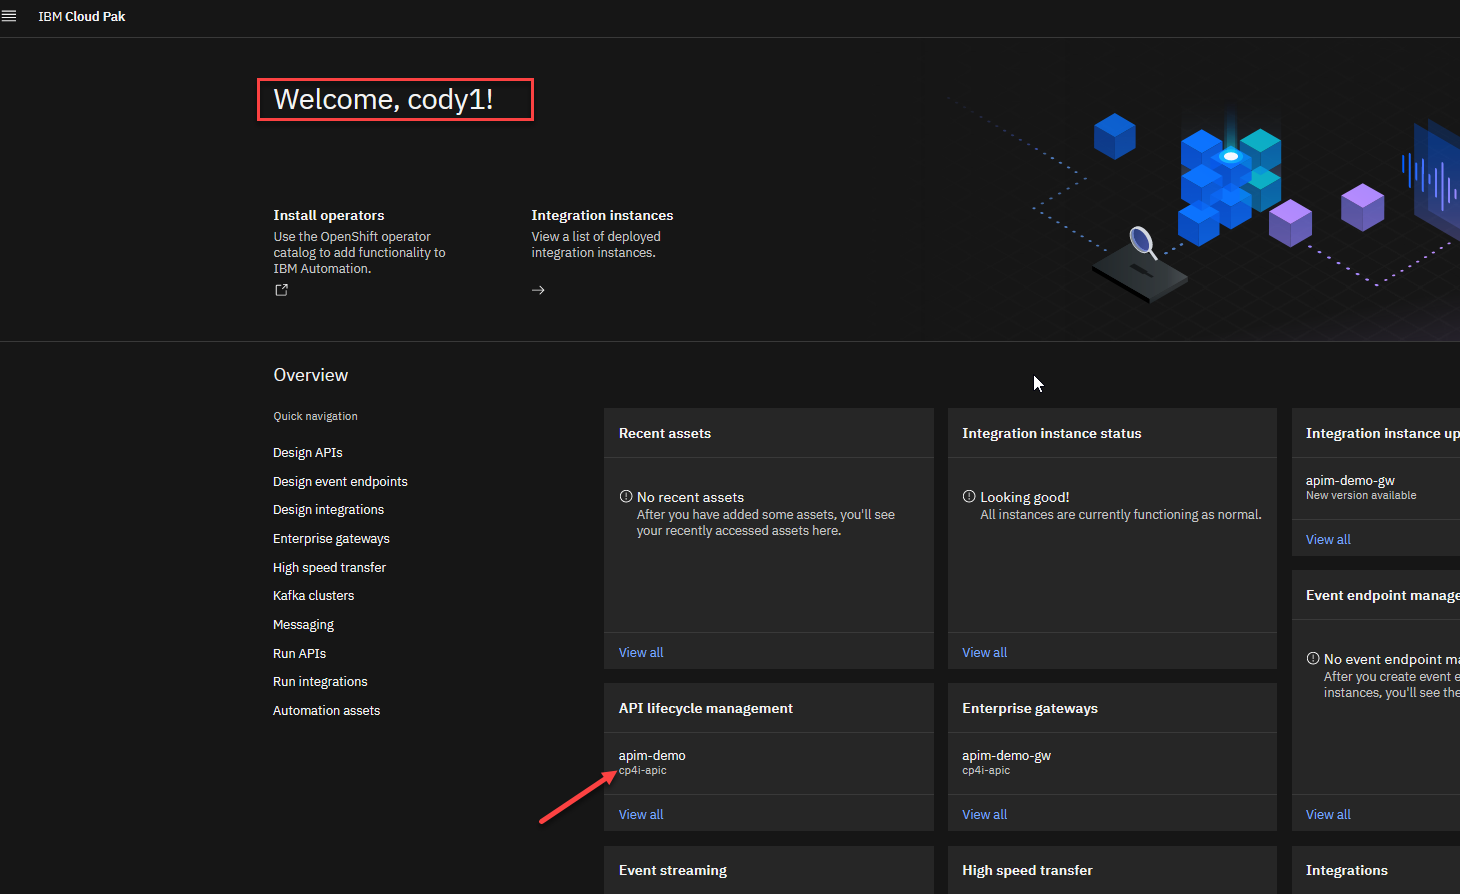 IBM Cloud Pak
Welcome, cody1!
Install operators
Use the OpenShift operator
catalog to add functionality to
IBM Automation.
Integration instances
View a list of deployed
integration instances.
Overview
Quick navigation
Design APIs
Design event endpoints
Design integrations
Enterprise gateways
High speed transfer
Kafka clusters
Messaging
Run APIs
Run integrations
Automation assets
Recent assets
No recent assets
After you have added some assets, you'll see
your recently accessed assets here.
View all
Integration instance status
Looking good!
All instances are currently functioning as normal.
View all
Integration instance up
apim-demo-gw
New version available
View all
API lifecycle management
apim-demo
cp4i-apic
View all
Enterprise gateways
apim-demo-gw
cp4i-apic
View all
Event endpoint manage
No event endpoint ma
After you create event e
instances, you'll see the
View all
Event streaming
High speed transfer
Integrations